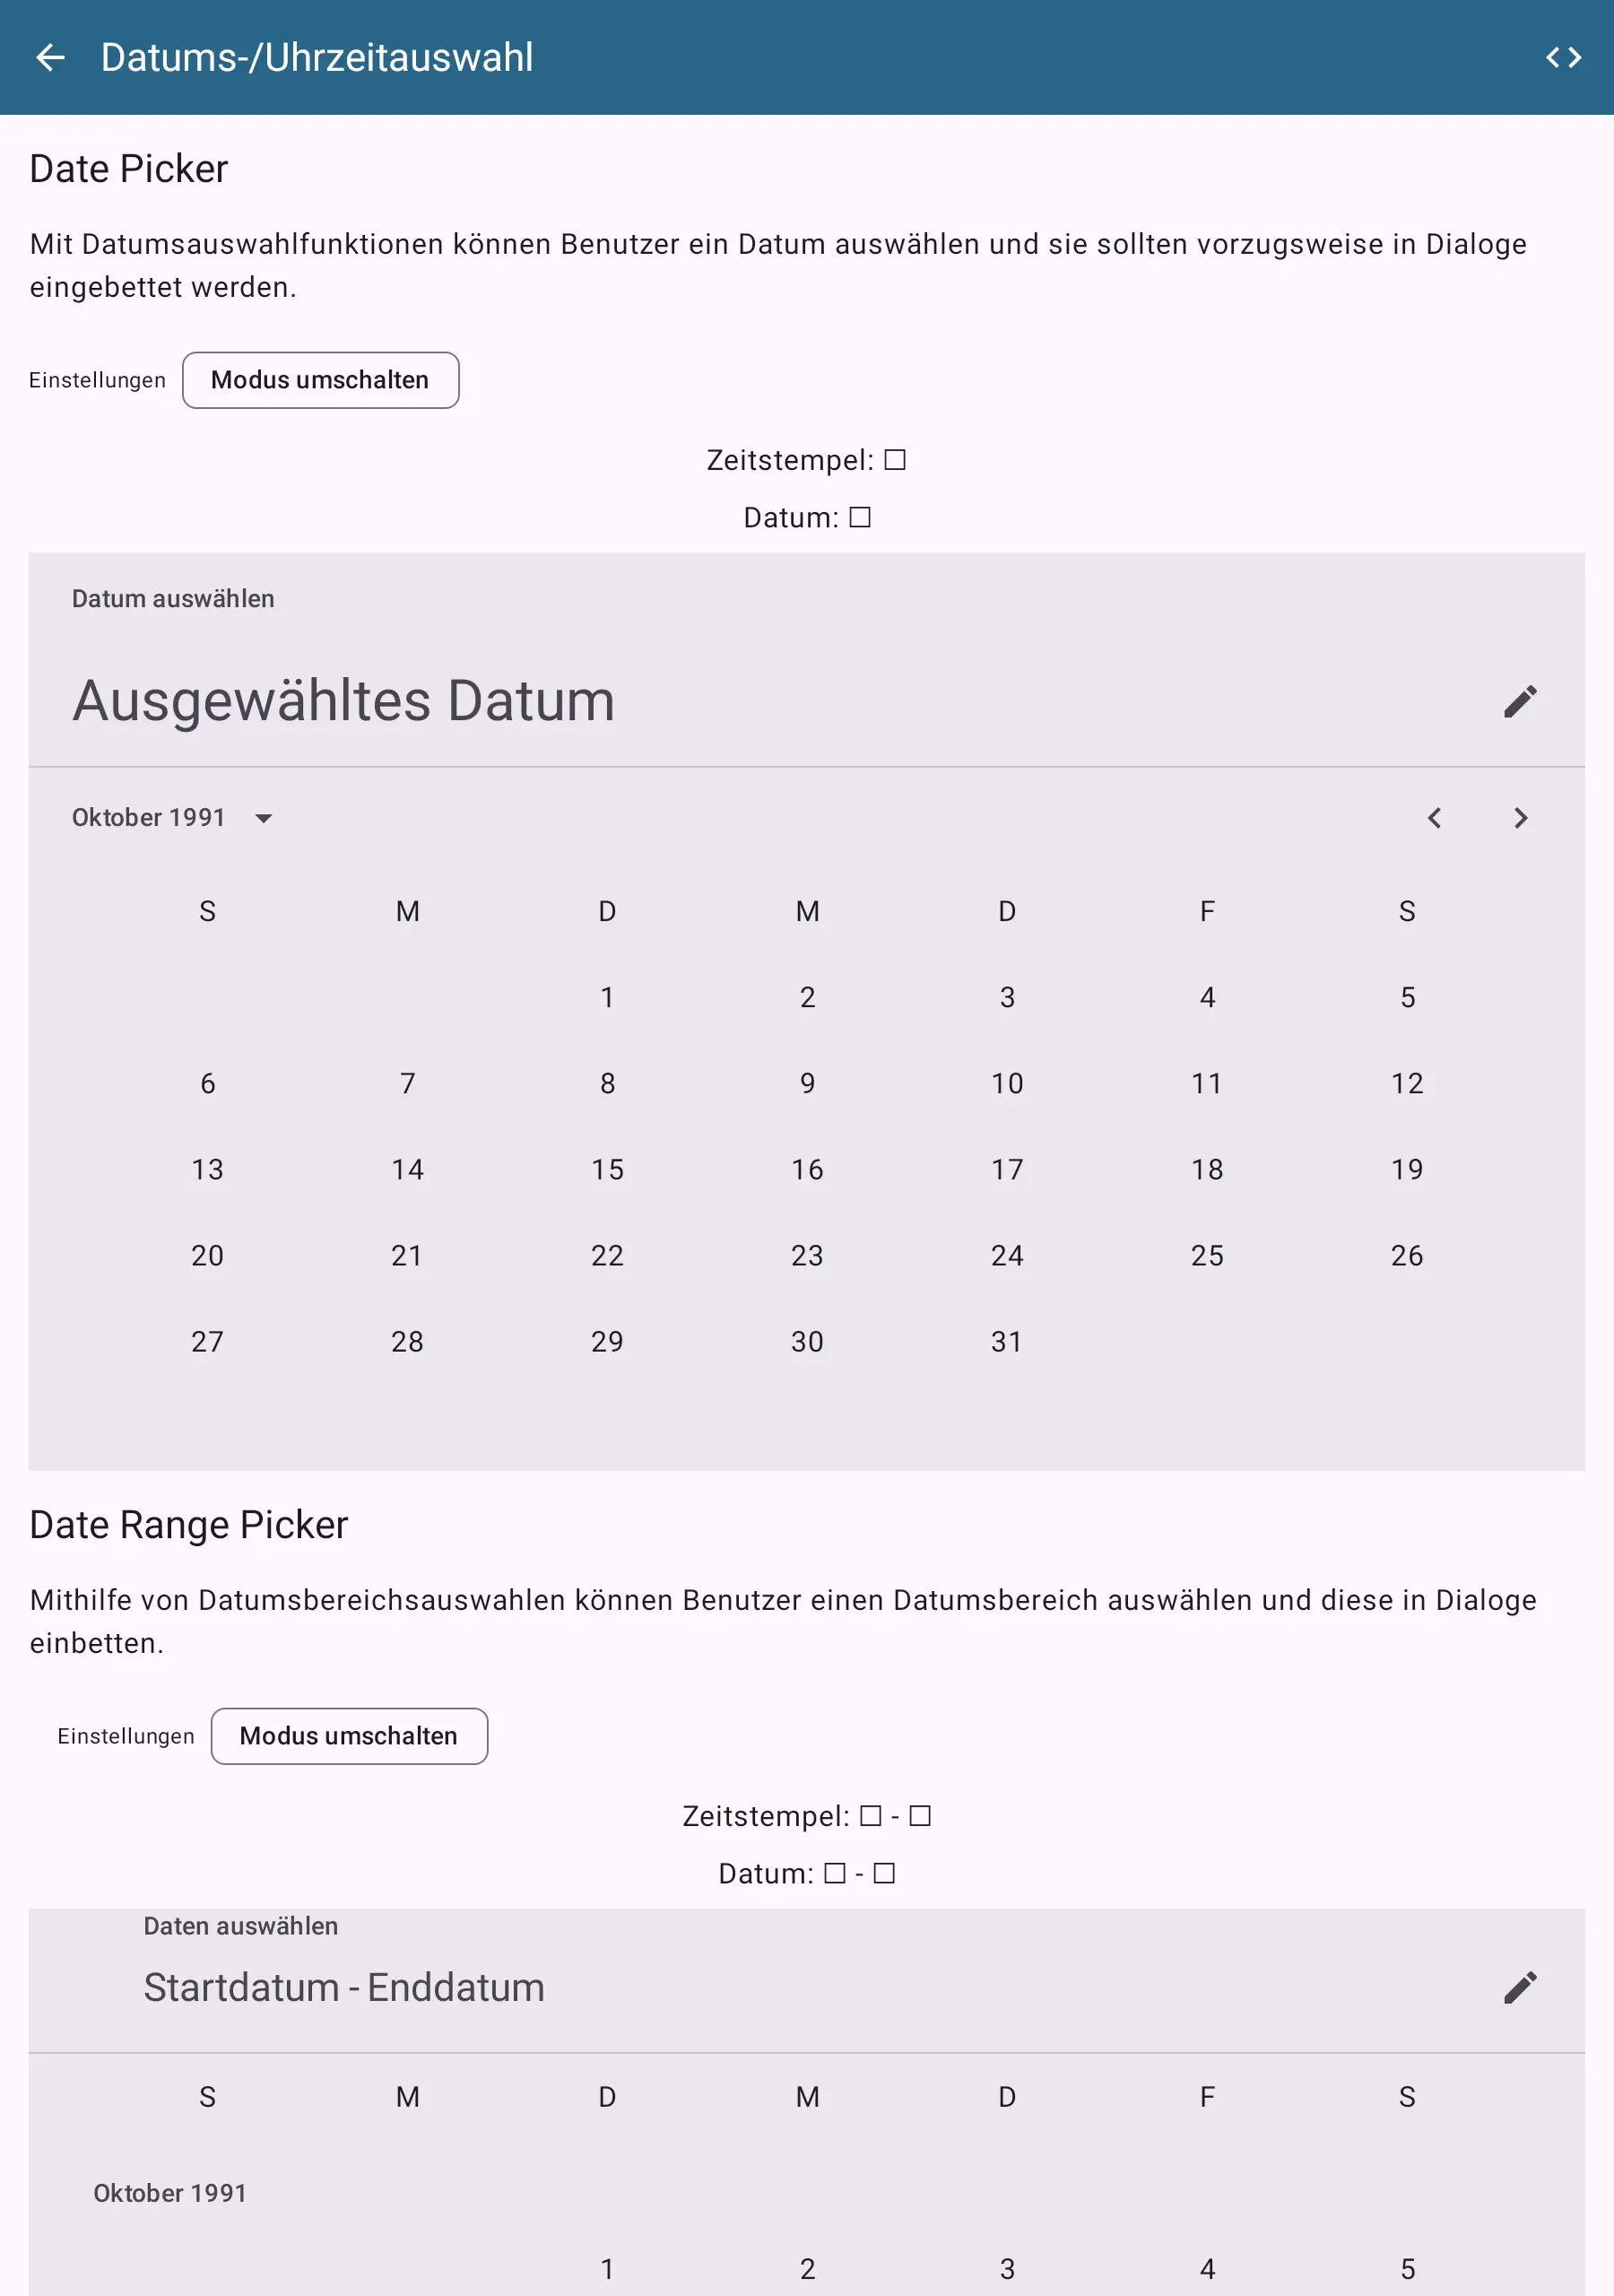 Datums-/Uhrzeitauswahl
Date Picker
Mit Datumsauswahlfunktionen können Benutzer ein Datum auswählen und sie sollten vorzugsweise in Dialoge
eingebettet werden.
Einstellungen Modus umschalten
Zeitstempel: ☐
Datum: ☐
Datum auswählen
Ausgewähltes Datum
Oktober 1991
S M D M D F S
1 2 3 4 5
6 7 8 9 10 11 12
13 14 15 16 17 18 19
20 21 22 23 24 25 26
27 28 29 30 31
Date Range Picker
Mithilfe von Datumsbereichsauswahlen können Benutzer einen Datumsbereich auswählen und diese in Dialoge
einbetten.
Einstellungen Modus umschalten
Zeitstempel: ☐ - ☐
Datum: ☐ - ☐
Daten auswählen
Startdatum - Enddatum
S M D M D F S
Oktober 1991
1 2 3 4 5